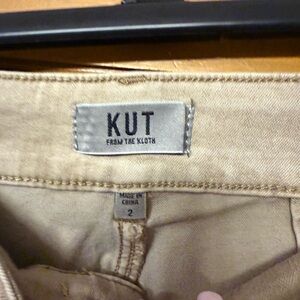 KUT
FROM THE KLOTH
MADE IN
CHINA
2